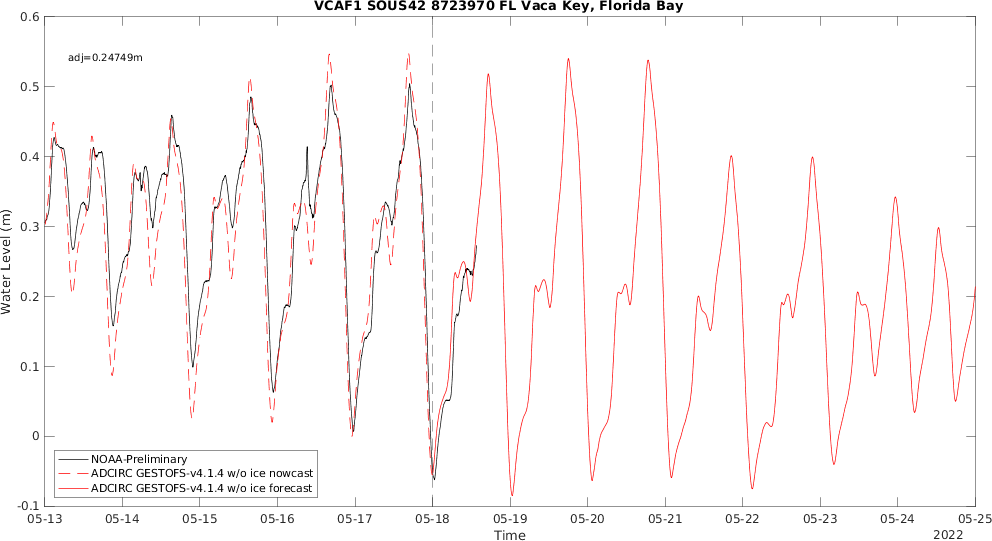 VCAF1 SOUS42 8723970 FL Vaca Key, Florida Bay
adj=0.24749m
Water Level (m)
0.6
0.5
0.4
0.3
0.2
0.1
0
-0.1
NOAA-Preliminary
ADCIRC GESTOFS-v4.1.4 w/o ice nowcast
ADCIRC GESTOFS-v4.1.4 w/o ice forecast
05-13 05-14 05-15 05-16 05-17 05-18 05-19 05-20 05-21 05-22 05-23 05-24 05-25
Time
2022